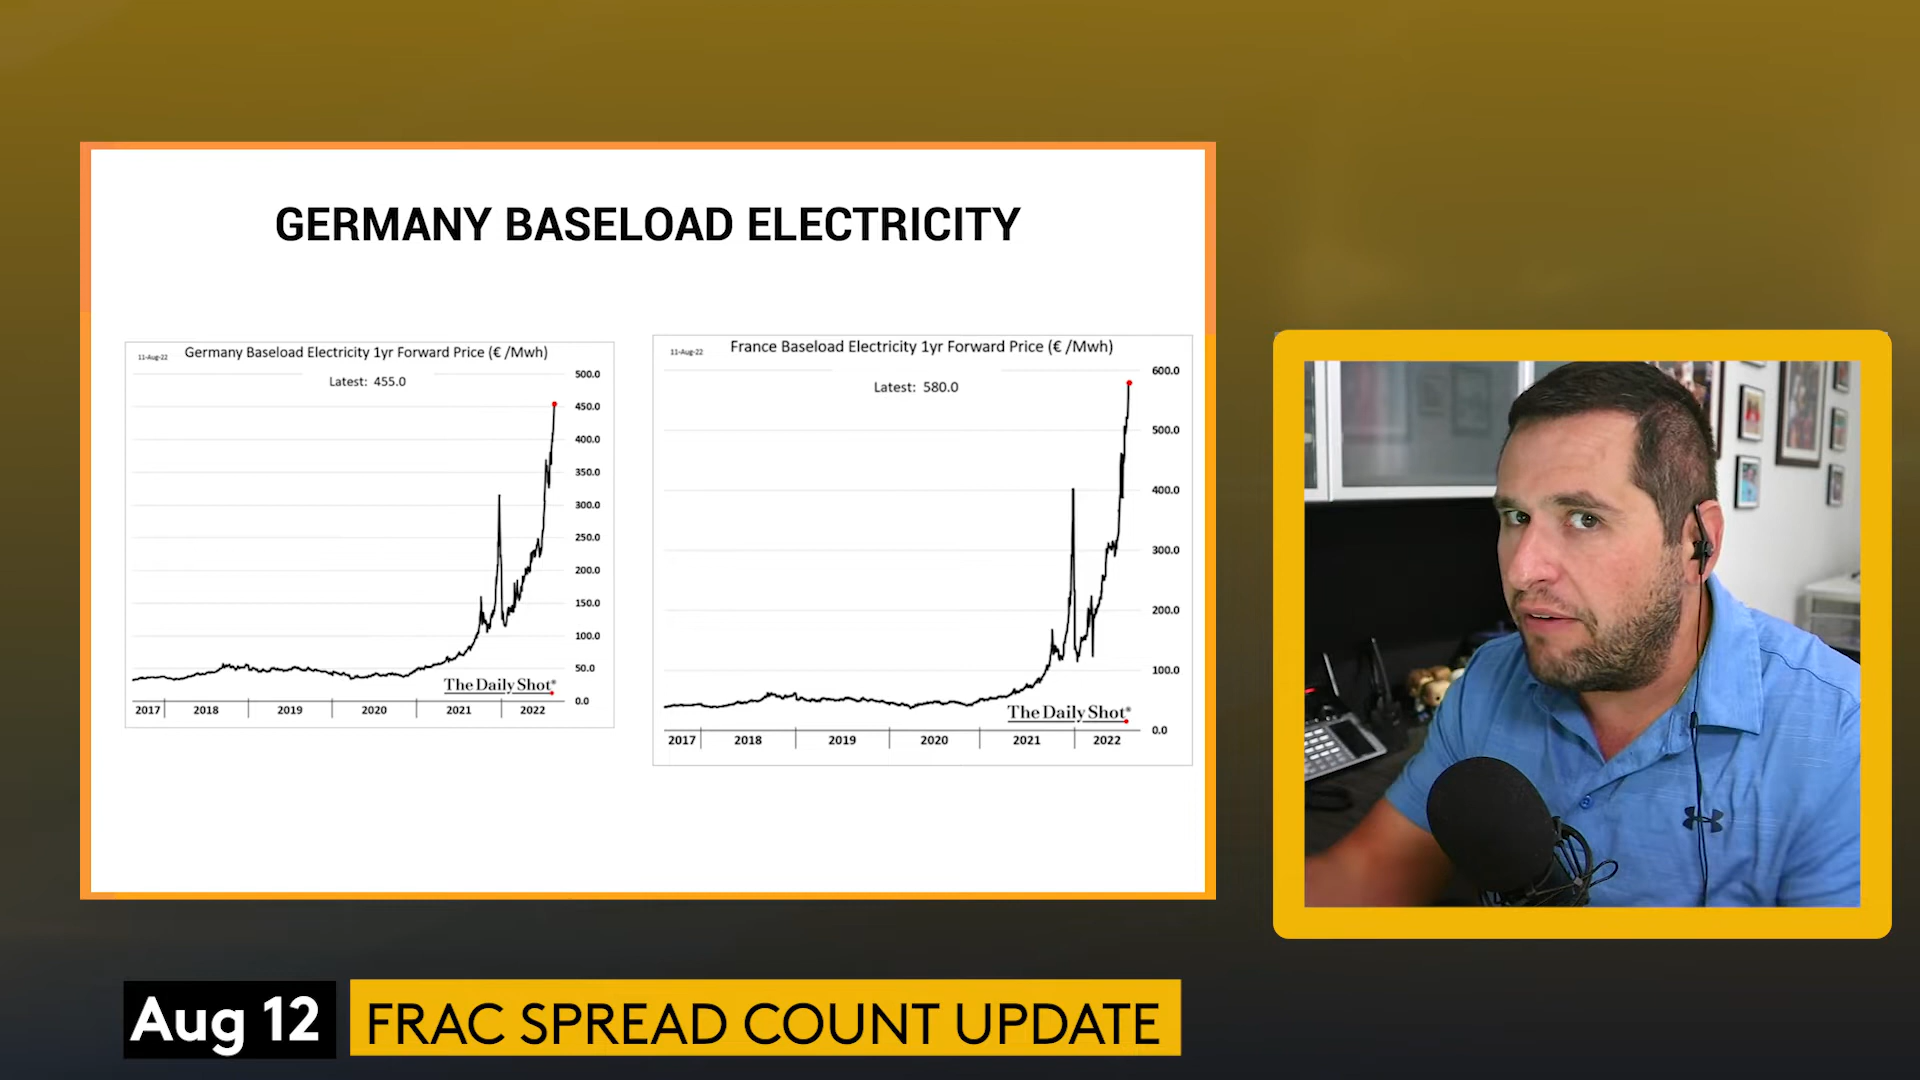 GERMANY BASELOAD ELECTRICITY
11-Aug-22
Germany Baseload Electricity 1yr Forward Price (€ /Mwh)
Latest: 455.0
500.0
450.0
400.0
350.0
300.0
250.0
200.0
150.0
100.0
50.0
0.0
The Daily Shot®
2017 2018 2019 2020 2021 2022
11-Aug-22
France Baseload Electricity 1yr Forward Price (€ /Mwh)
Latest: 580.0
600.0
500.0
400.0
300.0
200.0
100.0
0.0
The Daily Shot®
2017 2018 2019 2020 2021 2022
Aug 12
FRAC SPREAD COUNT UPDATE